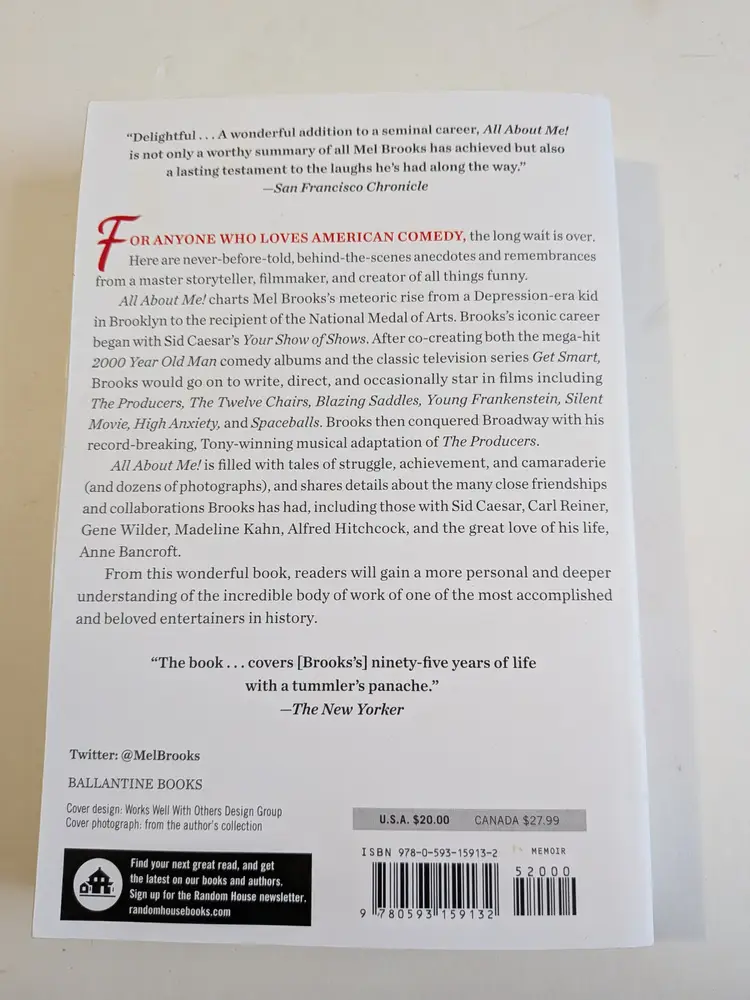 “Delightful . . . A wonderful addition to a seminal career, All About Me!
is not only a worthy summary of all Mel Brooks has achieved but also
a lasting testament to the laughs he’s had along the way.”
—San Francisco Chronicle
FOR ANYONE WHO LOVES AMERICAN COMEDY, the long wait is over.
Here are never-before-told, behind-the-scenes anecdotes and remembrances
from a master storyteller, filmmaker, and creator of all things funny.
All About Me! charts Mel Brooks’s meteoric rise from a Depression-era kid
in Brooklyn to the recipient of the National Medal of Arts. Brooks’s iconic career
began with Sid Caesar’s Your Show of Shows. After co-creating both the mega-hit
2000 Year Old Man comedy albums and the classic television series Get Smart,
Brooks would go on to write, direct, and occasionally star in films including
The Producers, The Twelve Chairs, Blazing Saddles, Young Frankenstein, Silent
Movie, High Anxiety, and Spaceballs. Brooks then conquered Broadway with his
record-breaking, Tony-winning musical adaptation of The Producers.
All About Me! is filled with tales of struggle, achievement, and camaraderie
(and dozens of photographs), and shares details about the many close friendships
and collaborations Brooks has had, including those with Sid Caesar, Carl Reiner,
Gene Wilder, Madeline Kahn, Alfred Hitchcock, and the great love of his life,
Anne Bancroft.
From this wonderful book, readers will gain a more personal and deeper
understanding of the incredible body of work of one of the most accomplished
and beloved entertainers in history.
“The book . . . covers [Brooks’s] ninety-five years of life
with a tummler’s panache.”
—The New Yorker
Twitter: @MelBrooks
BALLANTINE BOOKS
Cover design: Works Well With Others Design Group
Cover photograph: from the author’s collection
U.S.A. $20.00 CANADA $27.99
ISBN 978-0-593-15913-2 MEMOIR
52000
9 780593 159132
Find your next great read, and get
the latest on our books and authors.
Sign up for the Random House newsletter.
randomhousebooks.com